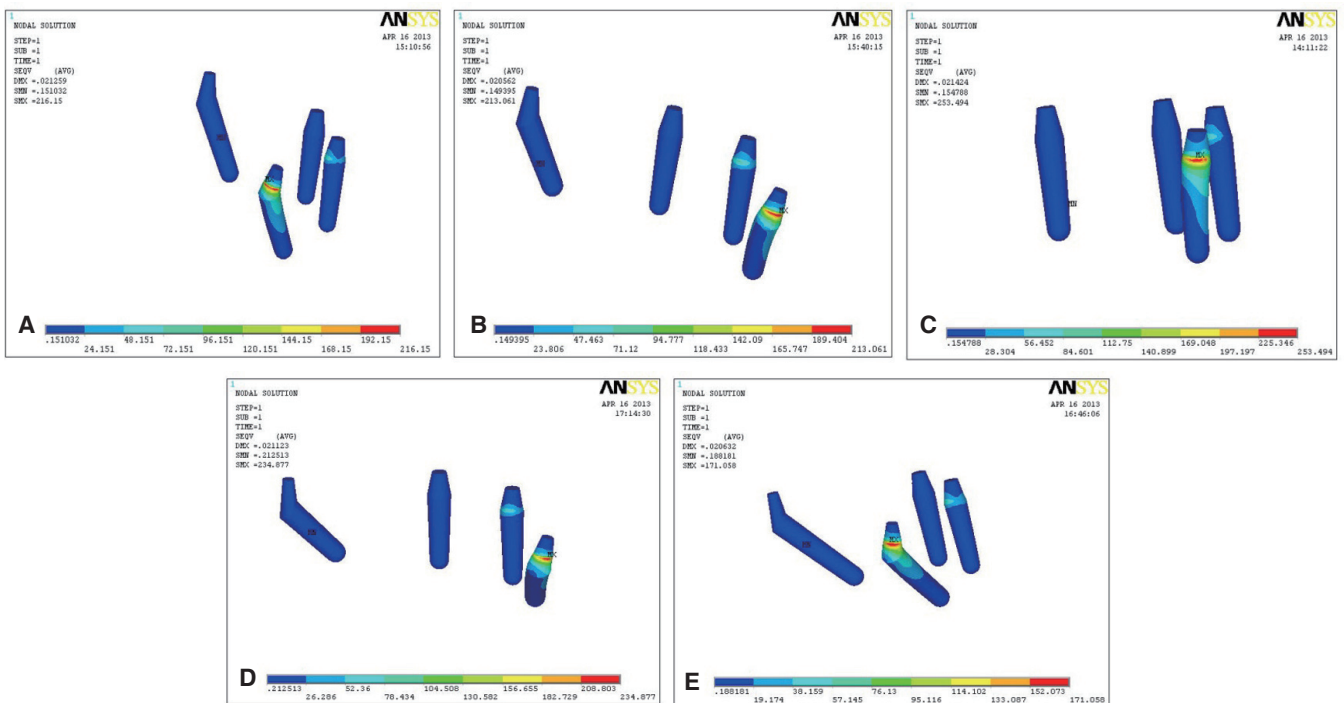 1
NODAL SOLUTION
STEP=1
SUB =1
TIME=1
SEQV (AVG)
DMX =.021259
SMN =.151032
SMX =216.15
ANSYS
APR 16 2013
15:10:56
MN
MX
A
.151032 48.151 96.151 144.15 192.15
24.151 72.151 120.151 168.15 216.15
1
NODAL SOLUTION
STEP=1
SUB =1
TIME=1
SEQV (AVG)
DMX =.020562
SMN =.149395
SMX =213.061
ANSYS
APR 16 2013
15:40:15
MN
MX
B
.149395 47.463 94.777 142.09 189.404
23.806 71.12 118.433 165.747 213.061
1
NODAL SOLUTION
STEP=1
SUB =1
TIME=1
SEQV (AVG)
DMX =.021424
SMN =.154788
SMX =253.494
ANSYS
APR 16 2013
14:11:22
MX
MN
C
.154788 56.452 112.75 169.048 225.346
28.304 84.601 140.899 197.197 253.494
1
NODAL SOLUTION
STEP=1
SUB =1
TIME=1
SEQV (AVG)
DMX =.021123
SMN =.212513
SMX =234.877
ANSYS
APR 16 2013
17:14:30
MN
MX
D
.212513 52.36 104.508 156.655 208.803
26.286 78.434 130.582 182.729 234.877
1
NODAL SOLUTION
STEP=1
SUB =1
TIME=1
SEQV (AVG)
DMX =.020632
SMN =.188181
SMX =171.058
ANSYS
APR 16 2013
16:46:06
MX
MN
E
.188181 38.159 76.13 114.102 152.073
19.174 57.145 95.116 133.087 171.058